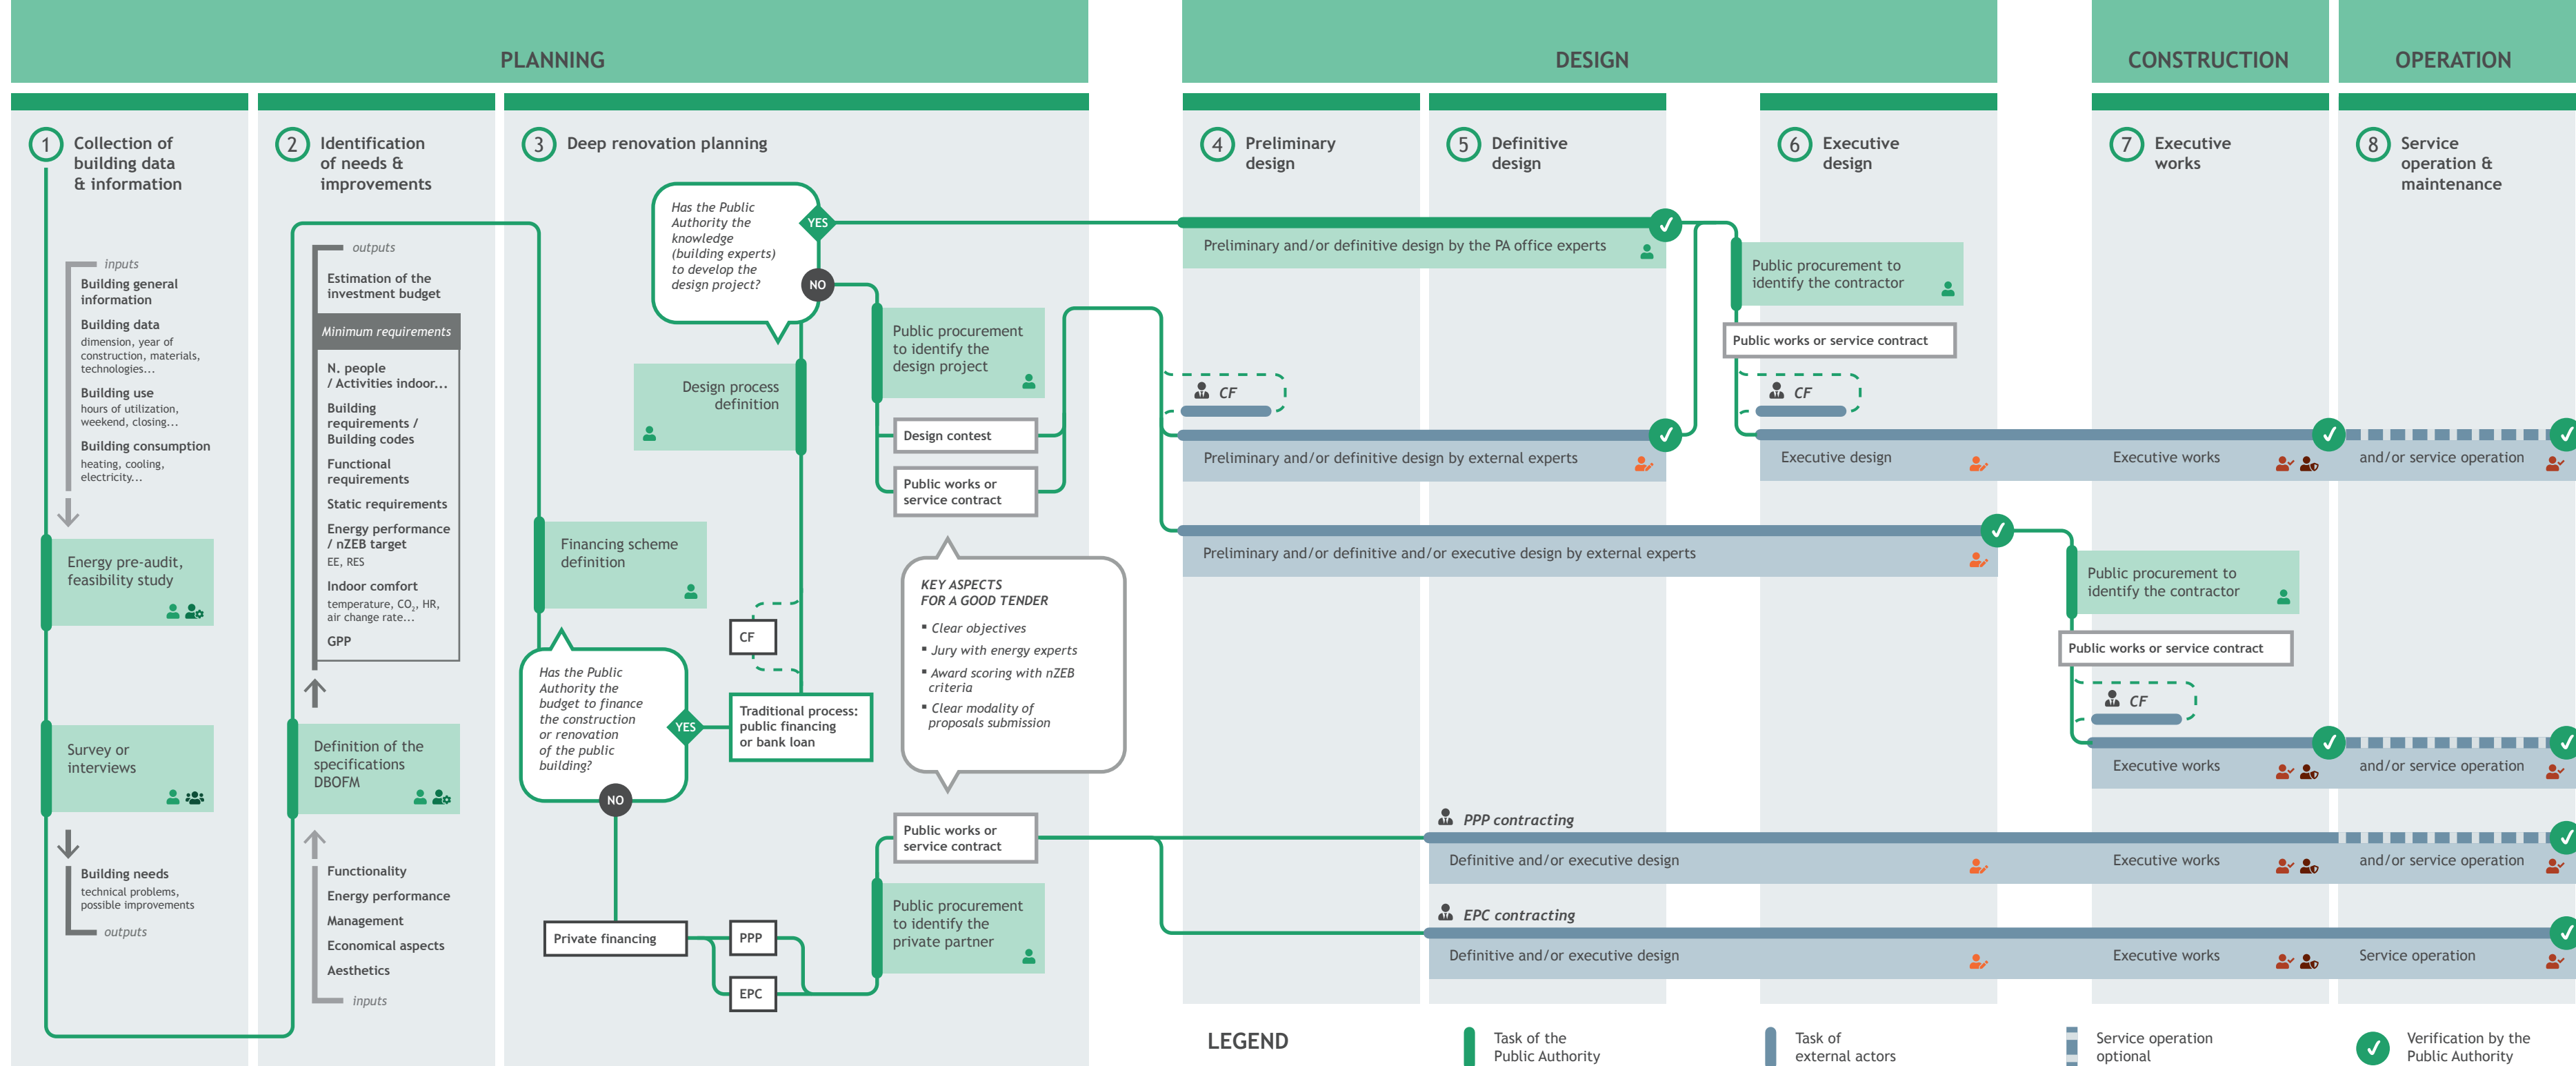 PLANNING
DESIGN
CONSTRUCTION
OPERATION
1
Collection of
building data
& information
2
Identification
of needs &
improvements
3
Deep renovation planning
4
Preliminary
design
5
Definitive
design
6
Executive
design
7
Executive
works
8
Service
operation &
maintenance
inputs
Building general
information
Building data
dimension, year of
construction, materials,
technologies...
Building use
hours of utilization,
weekend, closing...
Building consumption
heating, cooling,
electricity...
Energy pre-audit,
feasibility study
Survey or
interviews
Building needs
technical problems,
possible improvements
outputs
outputs
Estimation of the
investment budget
Minimum requirements
N. people
/ Activities indoor...
Building
requirements /
Building codes
Functional
requirements
Static requirements
Energy performance
/ nZEB target
EE, RES
Indoor comfort
temperature, CO2, HR,
air change rate...
GPP
Definition of the
specifications
DBOFM
Functionality
Energy performance
Management
Economical aspects
Aesthetics
inputs
Has the Public
Authority the
knowledge
(building experts)
to develop the
design project?
YES
NO
Design process
definition
Public procurement
to identify the
design project
Design contest
Public works or
service contract
Financing scheme
definition
CF
Has the Public
Authority the
budget to finance
the construction
or renovation
of the public
building?
YES
NO
Traditional process:
public financing
or bank loan
KEY ASPECTS
FOR A GOOD TENDER
▪ Clear objectives
▪ Jury with energy experts
▪ Award scoring with nZEB
criteria
▪ Clear modality of
proposals submission
Public works or
service contract
Public procurement
to identify the
private partner
Private financing
PPP
EPC
Preliminary and/or definitive design by the PA office experts
Public procurement to
identify the contractor
Public works or service contract
CF
CF
Preliminary and/or definitive design by external experts
Executive design
Executive works
and/or service operation
Preliminary and/or definitive and/or executive design by external experts
Public procurement to
identify the contractor
Public works or service contract
CF
Executive works
and/or service operation
PPP contracting
Definitive and/or executive design
Executive works
and/or service operation
EPC contracting
Definitive and/or executive design
Executive works
Service operation
LEGEND
Task of the
Public Authority
Task of
external actors
Service operation
optional
Verification by the
Public Authority